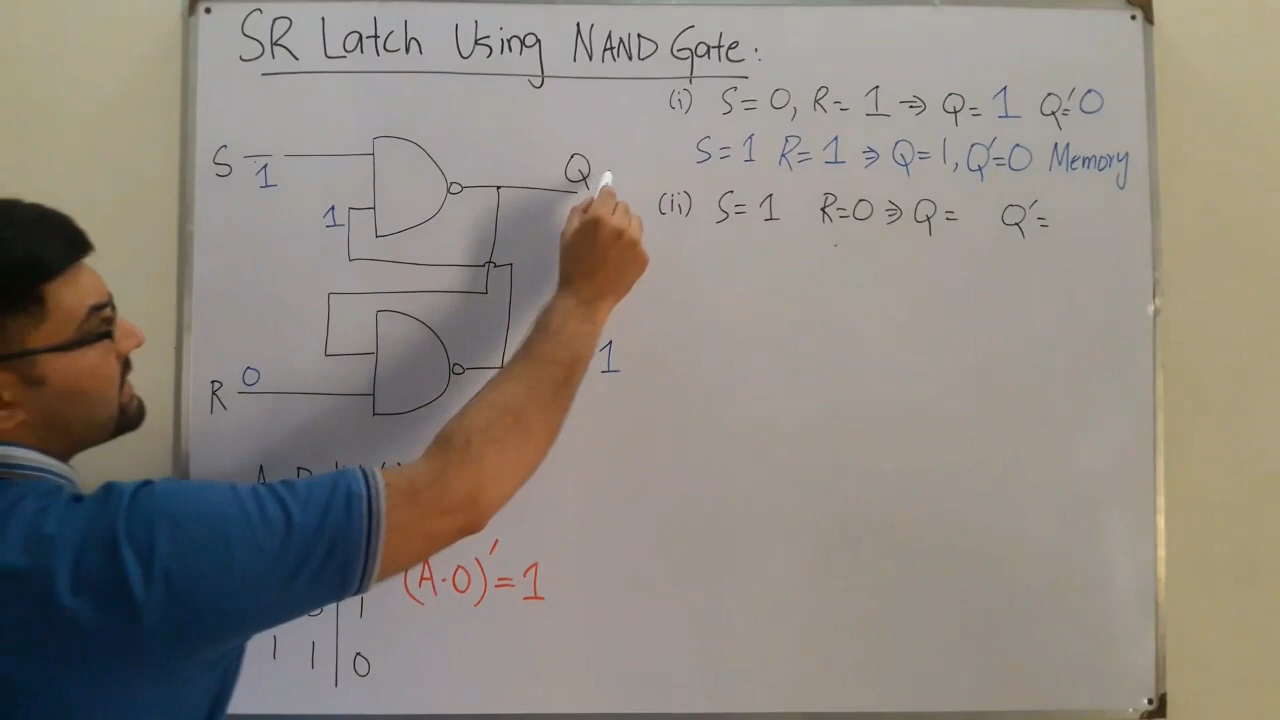 SR Latch Using NAND Gate:
(i) S=0, R=1 ⇒ Q=1 Q'=0
S=1 R=1 ⇒ Q=1, Q'=0 Memory
(ii) S=1 R=0 ⇒ Q= Q'=
S 1
Q
1
1
R 0
(A·0)'=1
1
1 1 0